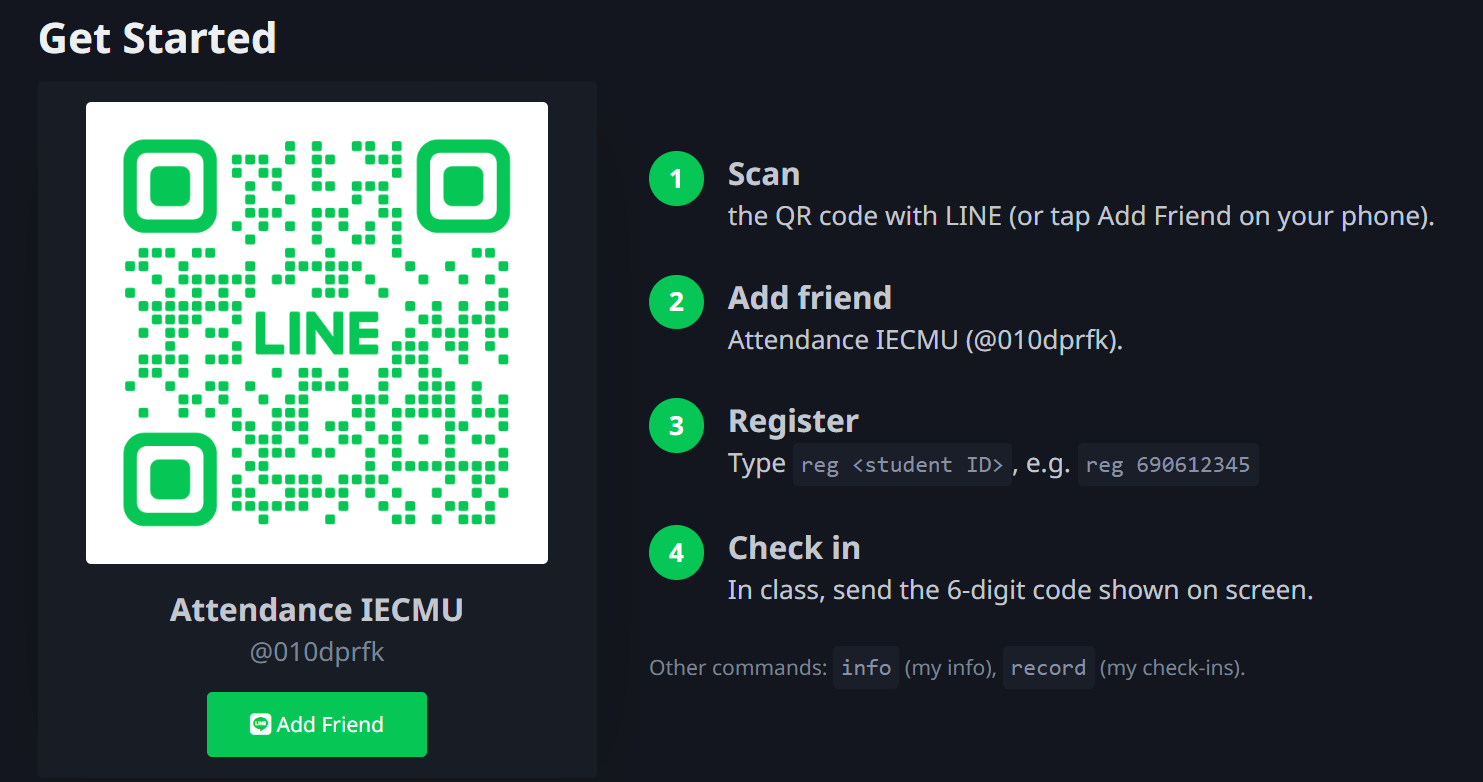 Get Started
LINE
Attendance IECMU
@010dprfk
Add Friend
1
Scan
the QR code with LINE (or tap Add Friend on your phone).
2
Add friend
Attendance IECMU (@010dprfk).
3
Register
Type reg <student ID>, e.g. reg 690612345
4
Check in
In class, send the 6-digit code shown on screen.
Other commands: info (my info), record (my check-ins).